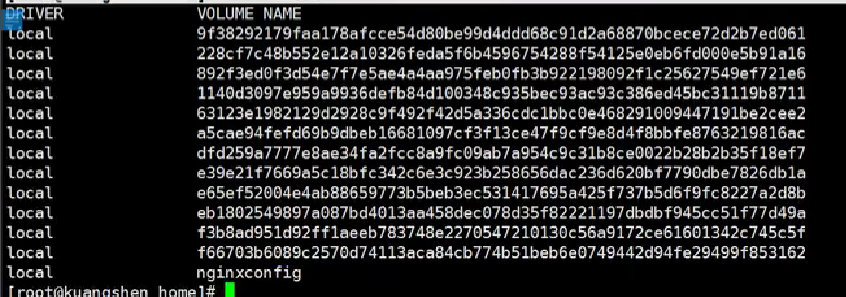 DRIVER VOLUME NAME
local 9f38292179faa178afcce54d80be99d4ddd68c91d2a68870bcece72d2b7ed061
local 228cf7c48b552e12a10326feda5f6b4596754288f54125e0eb6fd000e5b91a16
local 892f3ed0f3d54e7f7e5ae4a4aa975feb0fb3b922198092f1c25627549ef721e6
local 1140d3097e959a9936defb84d100348c935bec93ac93c386ed45bc31119b8711
local 63123e1982129d2928c9f492f42d5a336cdc1bbc0e468291009447191be2cee2
local a5cae94fefd69b9dbeb16681097cf3f13ce47f9cf9e8d4f8bbfe8763219816ac
local dfd259a7777e8ae34fa2fcc8a9fc09ab7a954c9c31b8ce0022b28b2b35f18ef7
local e39e21f7669a5c18bfc342c6e3c923b258656dac236d620bf7790dbe7826db1a
local e65ef52004e4ab88659773b5beb3ec531417695a425f737b5d6f9fc8227a2d8b
local eb1802549897a087bd4013aa458dec078d35f82221197dbdbf945cc51f77d49a
local f3b8ad951d92ff1aeeb783748e2270547210130c56a9172ce61601342c745c5f
local f66703b6089c2570d74113aca84cb774b51beb6e0749442d94fe29499f853162
local nginxconfig
[root@kuangshen home]#